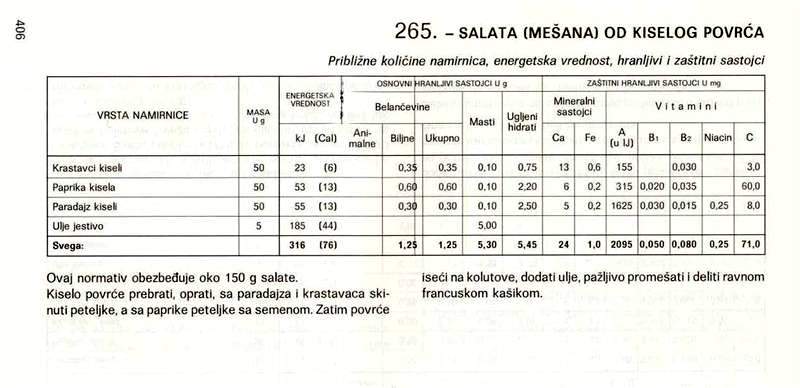 406
265. – SALATA (MEŠANA) OD KISELOG POVRĆA
Približne količine namirnica, energetska vrednost, hranljivi i zaštitni sastojci
VRSTA NAMIRNICE MASA U g ENERGETSKA VREDNOST OSNOVNI HRANLJIVI SASTOJCI U g ZAŠTITNI HRANLJIVI SASTOJCI U mg
Belančevine Masti Ugljeni hidrati Mineralni sastojci Vitamini
kJ (Cal) Ani-malne Biljne Ukupno Ca Fe A (u IJ) B1 B2 Niacin C
Krastavci kiseli 50 23 (6) 0,35 0,35 0,10 0,75 13 0,6 155 0,030 3,0
Paprika kisela 50 53 (13) 0,60 0,60 0,10 2,20 6 0,2 315 0,020 0,035 60,0
Paradajz kiseli 50 55 (13) 0,30 0,30 0,10 2,50 5 0,2 1625 0,030 0,015 0,25 8,0
Ulje jestivo 5 185 (44) 5,00
Svega: 316 (76) 1,25 1,25 5,30 5,45 24 1,0 2095 0,050 0,080 0,25 71,0
Ovaj normativ obezbeđuje oko 150 g salate.
Kiselo povrće prebrati, oprati, sa paradajza i krastavaca ski-
nuti peteljke, a sa paprike peteljke sa semenom. Zatim povrće
iseći na kolutove, dodati ulje, pažljivo promešati i deliti ravnom
francuskom kašikom.